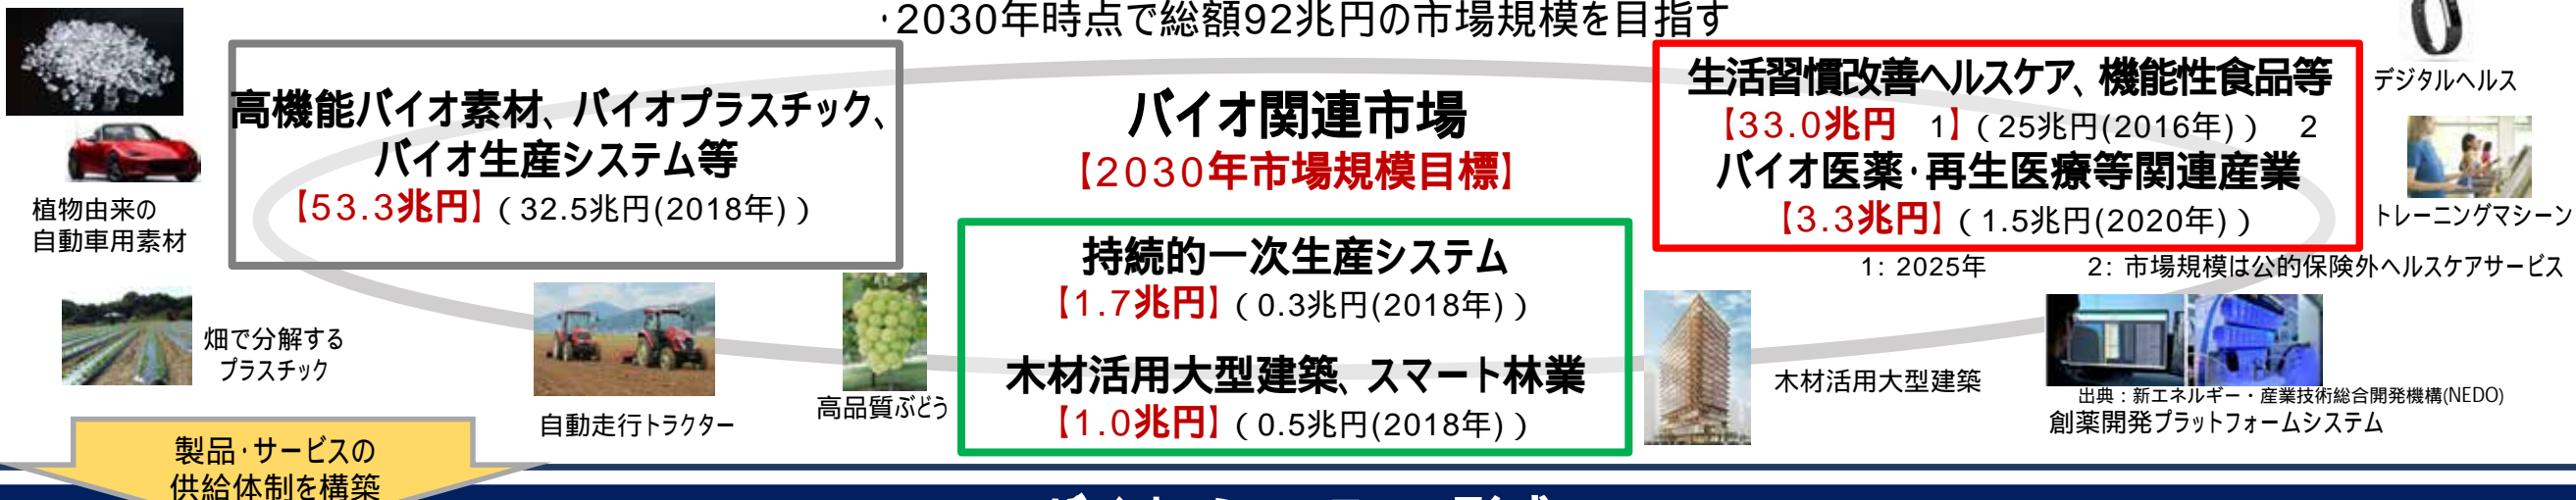 ・2030年時点で総額92兆円の市場規模を目指す
高機能バイオ素材、バイオプラスチック、
バイオ生産システム等
【53.3兆円】（32.5兆円(2018年)）
バイオ関連市場
【2030年市場規模目標】
生活習慣改善ヘルスケア、機能性食品等
【33.0兆円 1】（25兆円(2016年)） 2
バイオ医薬・再生医療等関連産業
【3.3兆円】（1.5兆円(2020年)）
1: 2025年 2: 市場規模は公的保険外ヘルスケアサービス
デジタルヘルス
トレーニングマシーン
植物由来の
自動車用素材
持続的一次生産システム
【1.7兆円】（0.3兆円(2018年)）
木材活用大型建築、スマート林業
【1.0兆円】（0.5兆円(2018年)）
畑で分解する
プラスチック
自動走行トラクター
高品質ぶどう
木材活用大型建築
出典：新エネルギー・産業技術総合開発機構(NEDO)
創薬開発プラットフォームシステム
製品・サービスの
供給体制を構築